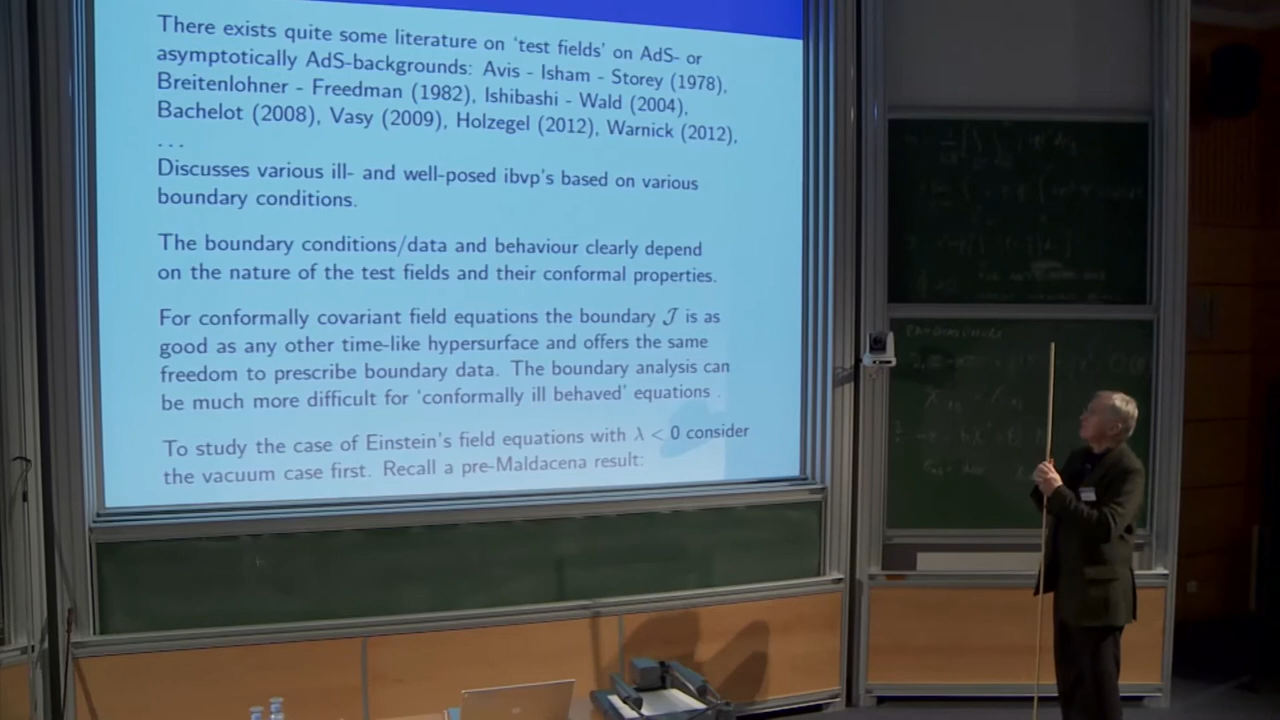 There exists quite some literature on 'test fields' on AdS- or
asymptotically AdS-backgrounds: Avis - Isham - Storey (1978),
Breitenlohner - Freedman (1982), Ishibashi - Wald (2004),
Bachelot (2008), Vasy (2009), Holzegel (2012), Warnick (2012),
...
Discusses various ill- and well-posed ibvp's based on various
boundary conditions.
The boundary conditions/data and behaviour clearly depend
on the nature of the test fields and their conformal properties.
For conformally covariant field equations the boundary 𝒥 is as
good as any other time-like hypersurface and offers the same
freedom to prescribe boundary data. The boundary analysis can
be much more difficult for 'conformally ill behaved' equations .
To study the case of Einstein's field equations with λ < 0 consider
the vacuum case first. Recall a pre-Maldacena result: